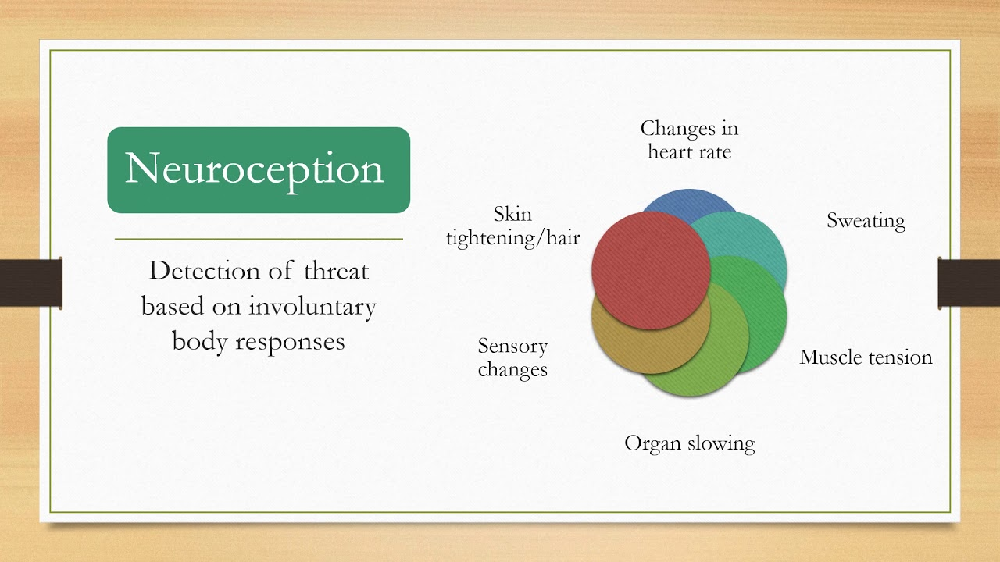 Neuroception
Detection of threat
based on involuntary
body responses
Changes in
heart rate
Sweating
Muscle tension
Organ slowing
Sensory
changes
Skin
tightening/hair